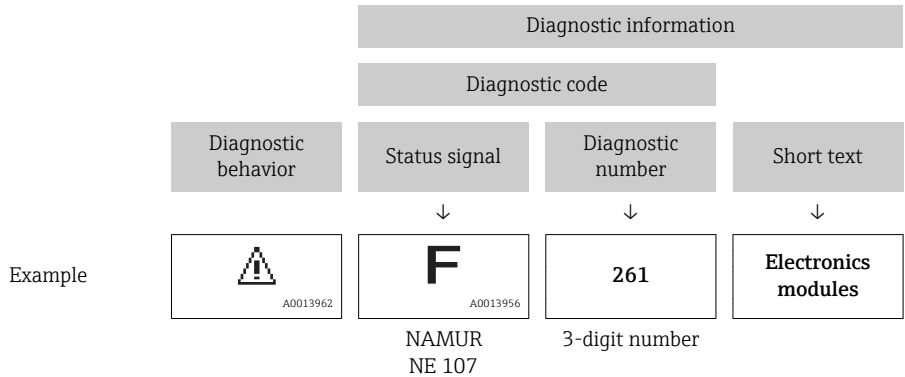 Diagnostic information
Diagnostic code
Diagnostic
behavior
Status signal
Diagnostic
number
Short text
↓ ↓ ↓
Example
A0013962
F
A0013956
261
Electronics
modules
NAMUR
NE 107
3-digit number